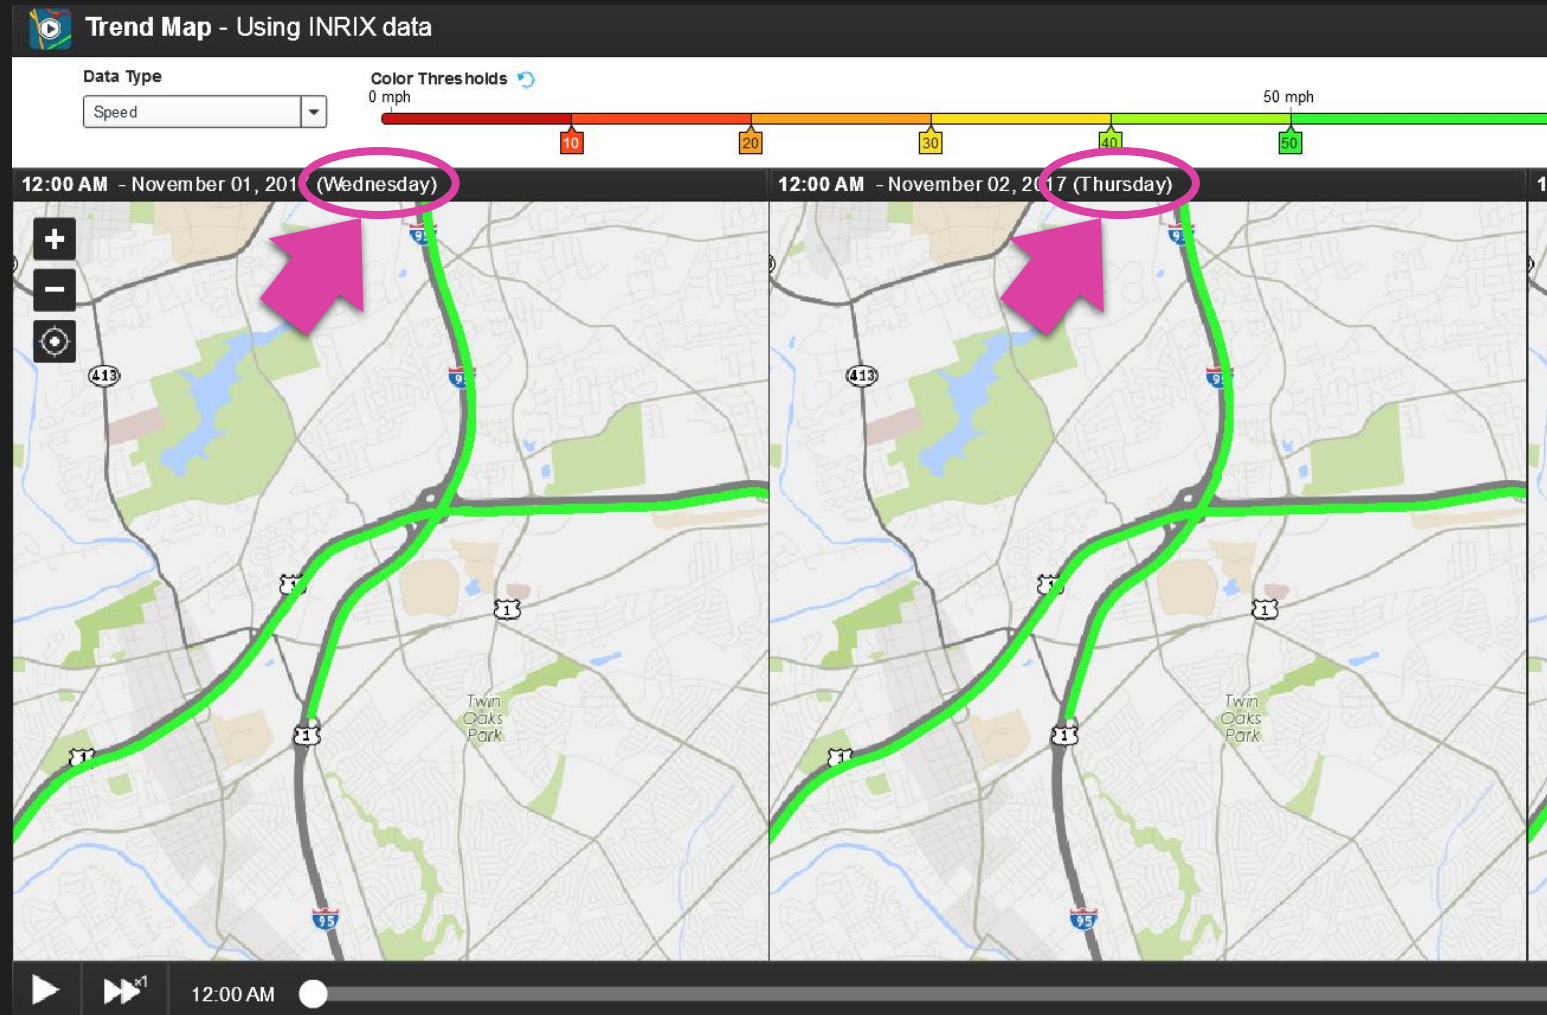 Trend Map - Using INRIX data
Data Type
Color Thresholds
Speed
0 mph
50 mph
10
20
30
40
50
12:00 AM - November 01, 2017 (Wednesday)
12:00 AM - November 02, 2017 (Thursday)
1
95
95
413
413
95
95
1
1
1
1
Twin
Oaks
Park
Twin
Oaks
Park
1
1
1
1
95
95
x1
12:00 AM